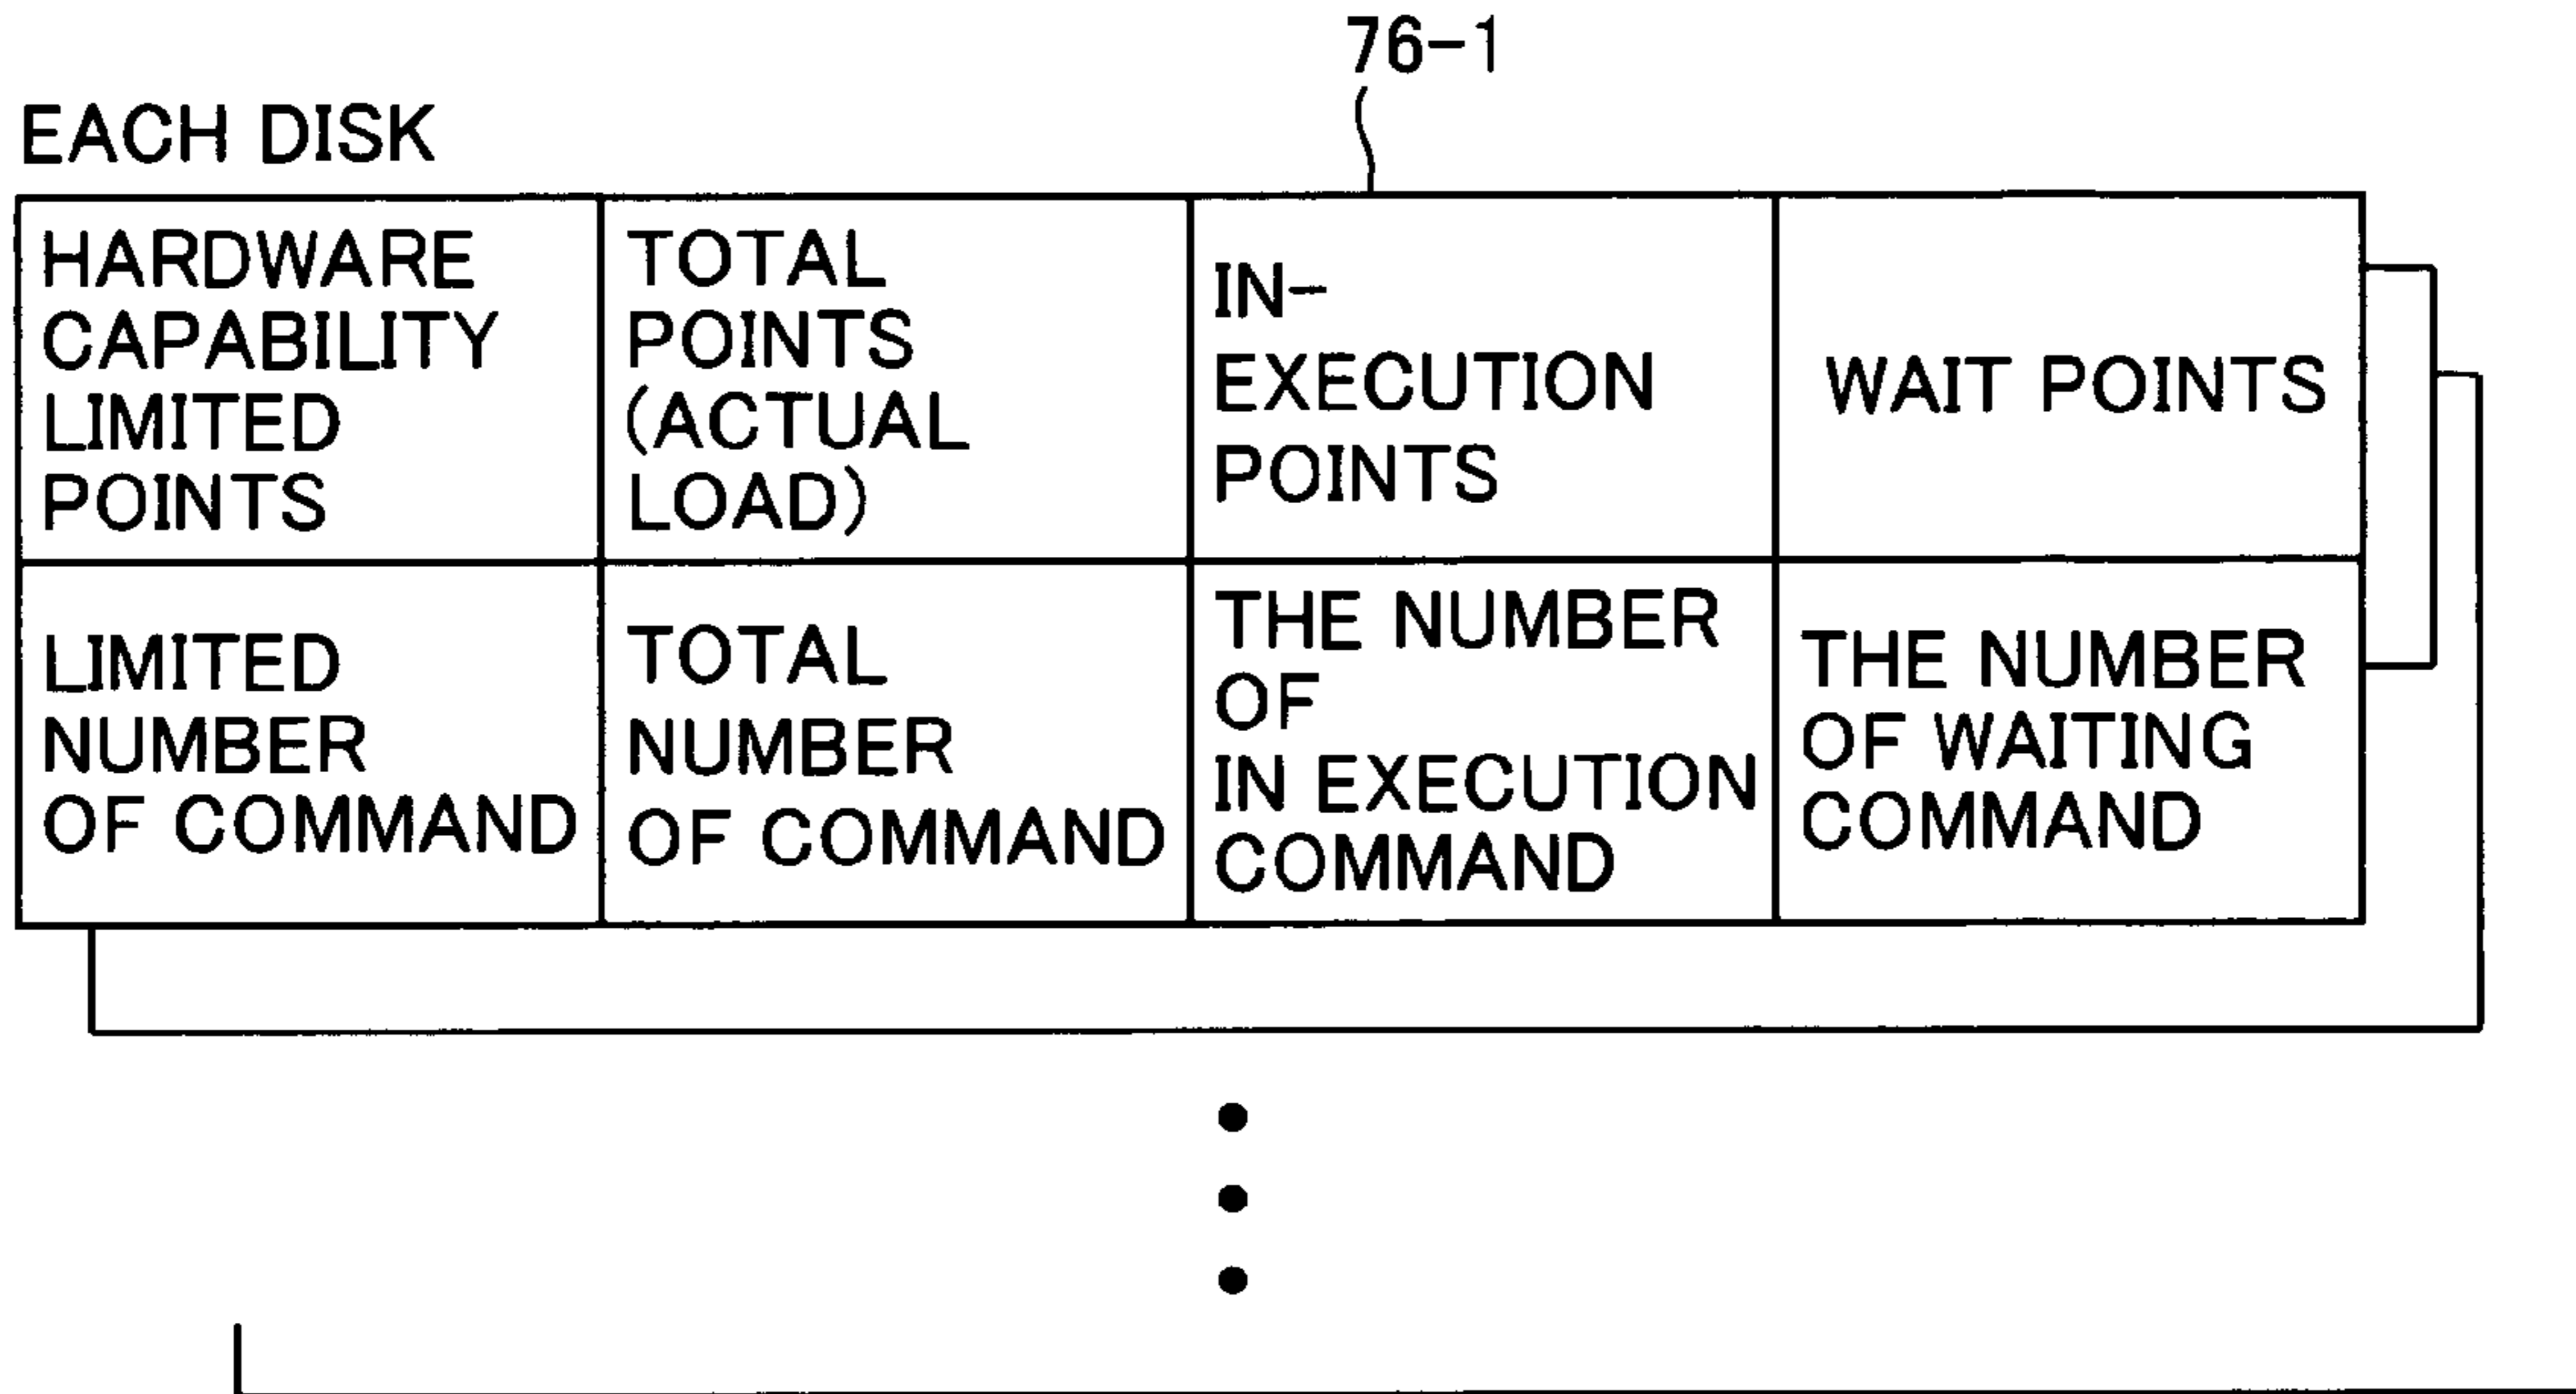 76-1
EACH DISK
HARDWARE
CAPABILITY
LIMITED
POINTS
TOTAL
POINTS
(ACTUAL
LOAD)
IN-
EXECUTION
POINTS
WAIT POINTS
LIMITED
NUMBER
OF COMMAND
TOTAL
NUMBER
OF COMMAND
THE NUMBER
OF
IN EXECUTION
COMMAND
THE NUMBER
OF WAITING
COMMAND